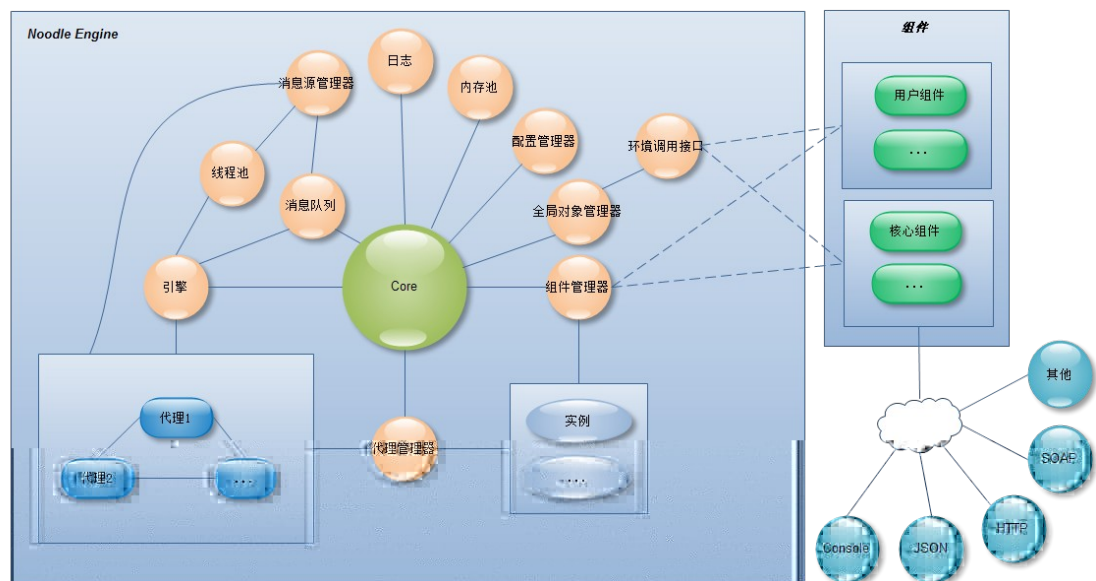 Noodle Engine
组件
消息源管理器
日志
内存池
配置管理器
环境调用接口
用户组件
...
线程池
消息队列
全局对象管理器
核心组件
...
引擎
Core
组件管理器
代理1
代理2
...
代理管理器
实例
...
其他
SOAP
HTTP
JSON
Console